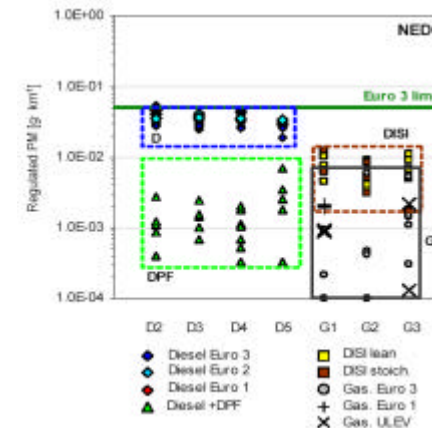 1.0E+00
NED
1.0E-01
Euro 3 lim
D
DISI
1.0E-02
Regulated PM [g km¹]
1.0E-03
G
DPF
1.0E-04
D2 D3 D4 D5 G1 G2 G3
Diesel Euro 3
Diesel Euro 2
Diesel Euro 1
Diesel +DPF
DISI lean
DISI stoich.
Gas. Euro 3
Gas. Euro 1
Gas. ULEV